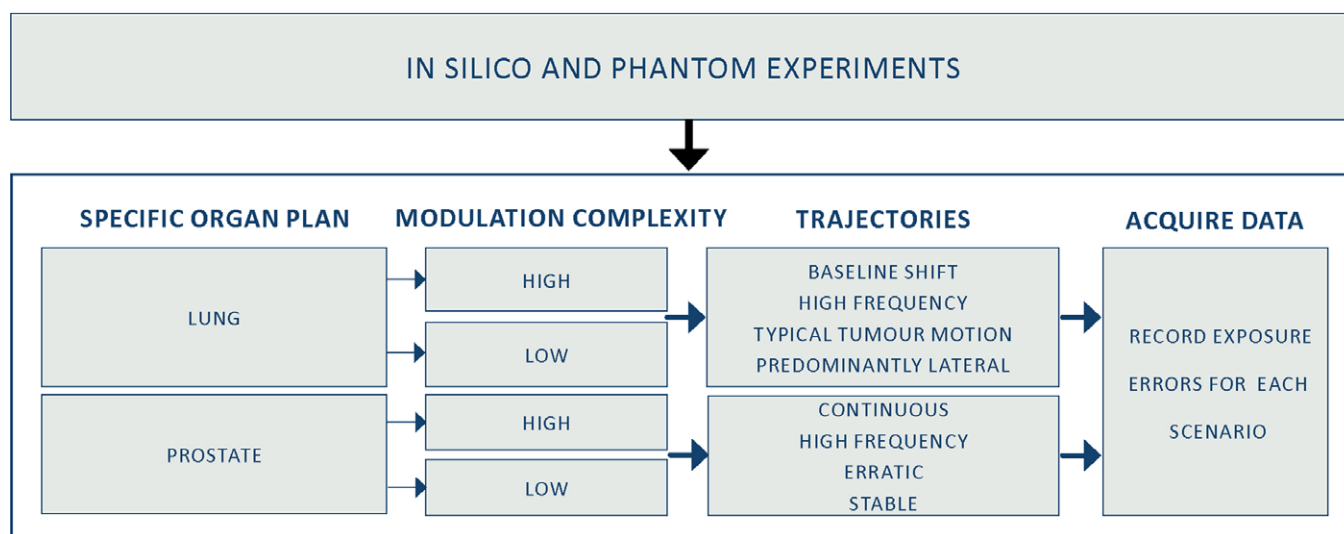 IN SILICO AND PHANTOM EXPERIMENTS
SPECIFIC ORGAN PLAN
MODULATION COMPLEXITY
TRAJECTORIES
ACQUIRE DATA
LUNG
HIGH
LOW
BASELINE SHIFT
HIGH FREQUENCY
TYPICAL TUMOUR MOTION
PREDOMINANTLY LATERAL
PROSTATE
HIGH
LOW
CONTINUOUS
HIGH FREQUENCY
ERRATIC
STABLE
RECORD EXPOSURE
ERRORS FOR EACH
SCENARIO